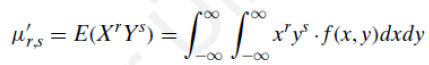 μ′r,s = E(X^r Y^s) = ∫_{-∞}^{∞} ∫_{-∞}^{∞} x^r y^s · f(x, y)dxdy